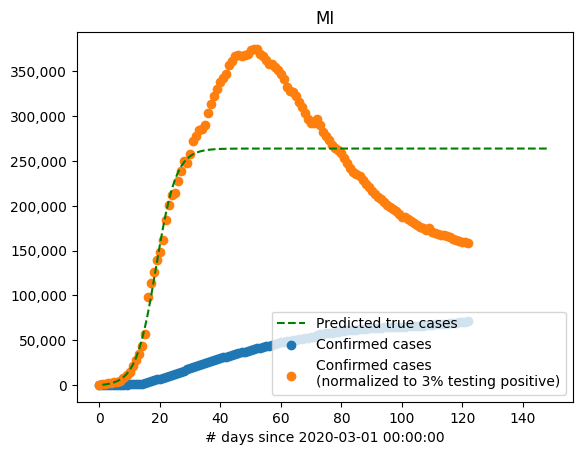 MI
350,000
300,000
250,000
200,000
150,000
100,000
50,000
0
Predicted true cases
Confirmed cases
Confirmed cases
(normalized to 3% testing positive)
0 20 40 60 80 100 120 140
# days since 2020-03-01 00:00:00